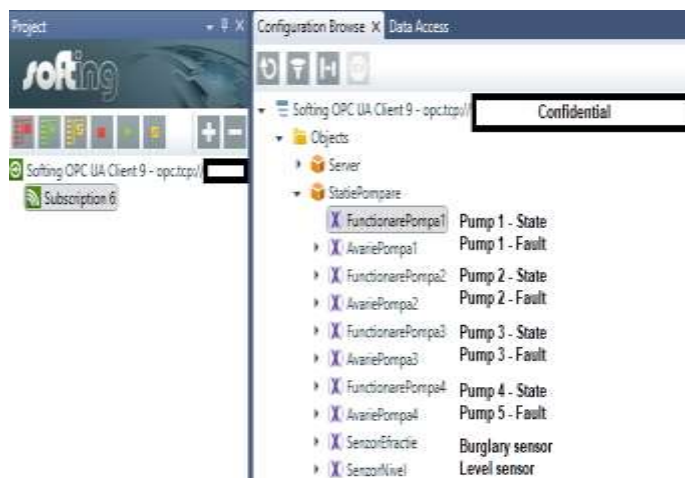 Project
Configuration Browse X Data Access
softing
Softing OPC UA Client 9 - opc.tcp://
Subscription 6
Softing OPC UA Client 9 - opc.tcp://
Confidential
Objects
Server
StatiePompare
FunctionarePompa1 Pump 1 - State
AvariePompa1 Pump 1 - Fault
FunctionarePompa2 Pump 2 - State
AvariePompa2 Pump 2 - Fault
FunctionarePompa3 Pump 3 - State
AvariePompa3 Pump 3 - Fault
FunctionarePompa4 Pump 4 - State
AvariePompa4 Pump 5 - Fault
SenzorEfractie Burglary sensor
SenzorNivel Level sensor